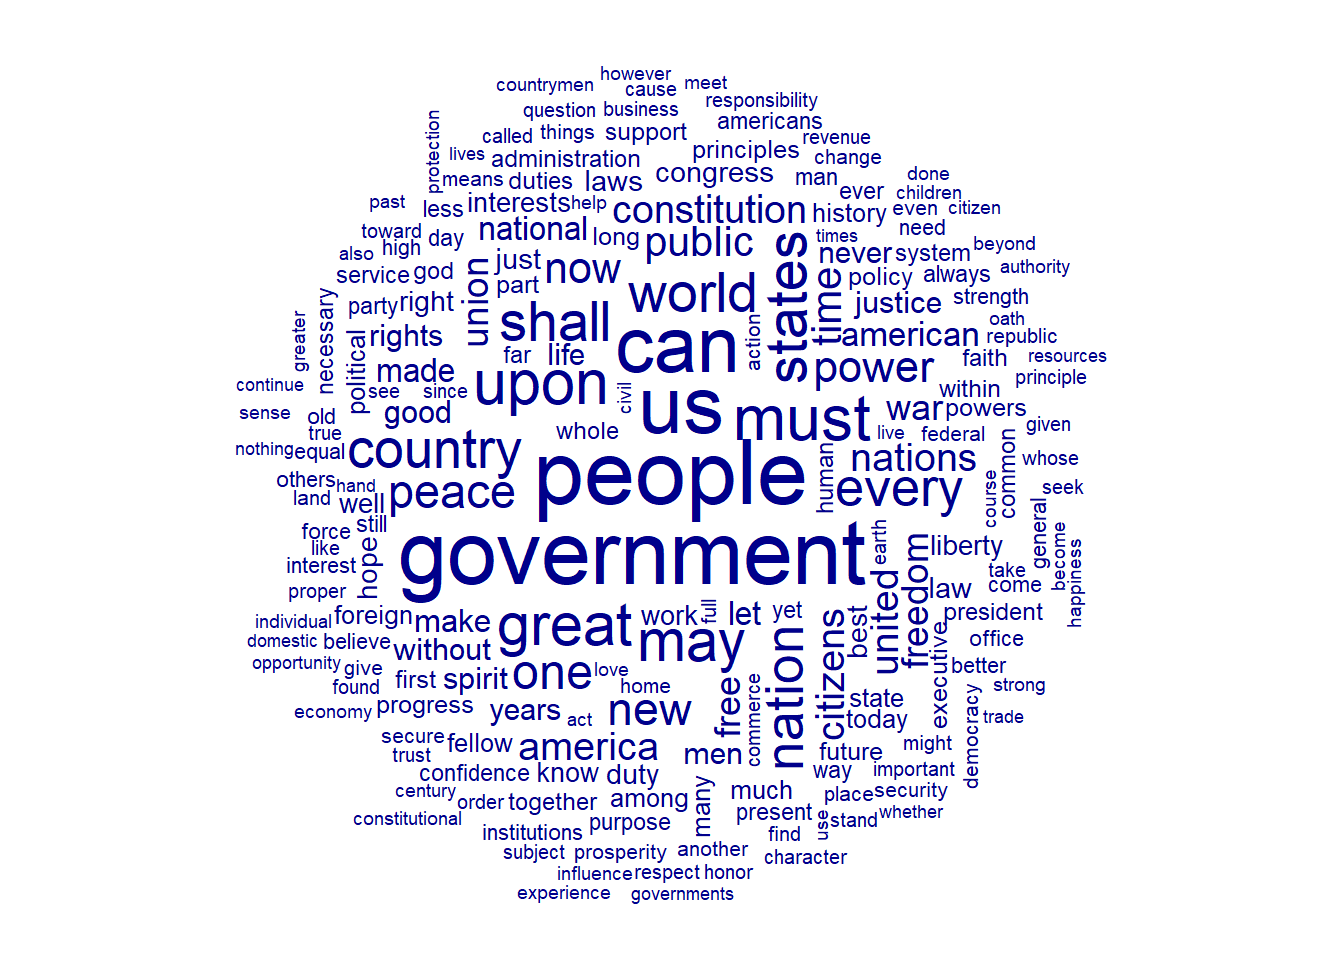 however
countrymen
cause
meet
question
business
responsibility
americans
called
things
support
revenue
protection
lives
administration
principles
change
means
duties
laws
congress
man
ever
done
children
past
less
interests
help
constitution
history
even
citizen
toward
also
high
day
national
long
public
times
need
never
system
beyond
service
god
just
part
now
union
world
states
time
policy
always
authority
party
right
shall
can
action
justice
strength
oath
greater
necessary
political
rights
far
life
american
faith
republic
resources
continue
see
since
made
upon
civil
us
power
within
principle
sense
old
good
whole
must
war
powers
live
federal
given
true
nothing
equal
country
people
human
nations
common
whose
others
hand
land
well
peace
every
course
seek
force
still
like
interest
hope
government
earth
freedom
liberty
general
become
happiness
proper
take
come
law
united
individual
foreign
make
great
work
full
let
yet
president
domestic
believe
without
may
nation
citizens
best
executive
office
opportunity
give
first
spirit
one
love
better
found
home
free
commerce
state
strong
economy
progress
years
act
new
today
democracy
trade
secure
fellow
america
men
future
might
trust
confidence
know
duty
way
important
century
order
together
among
many
much
place
security
constitutional
institutions
purpose
present
use
stand
whether
find
subject
prosperity
another
character
influence
respect
honor
experience
governments